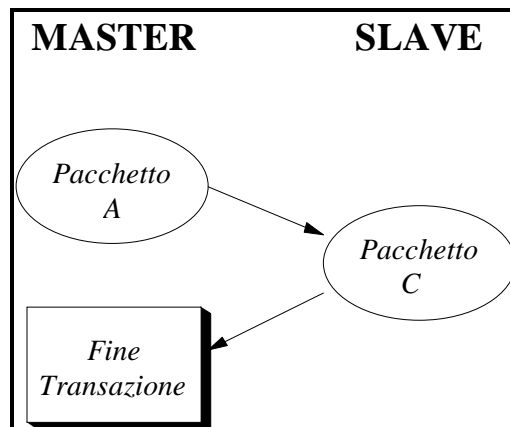 MASTER SLAVE
Pacchetto
A
Pacchetto
C
Fine
Transazione